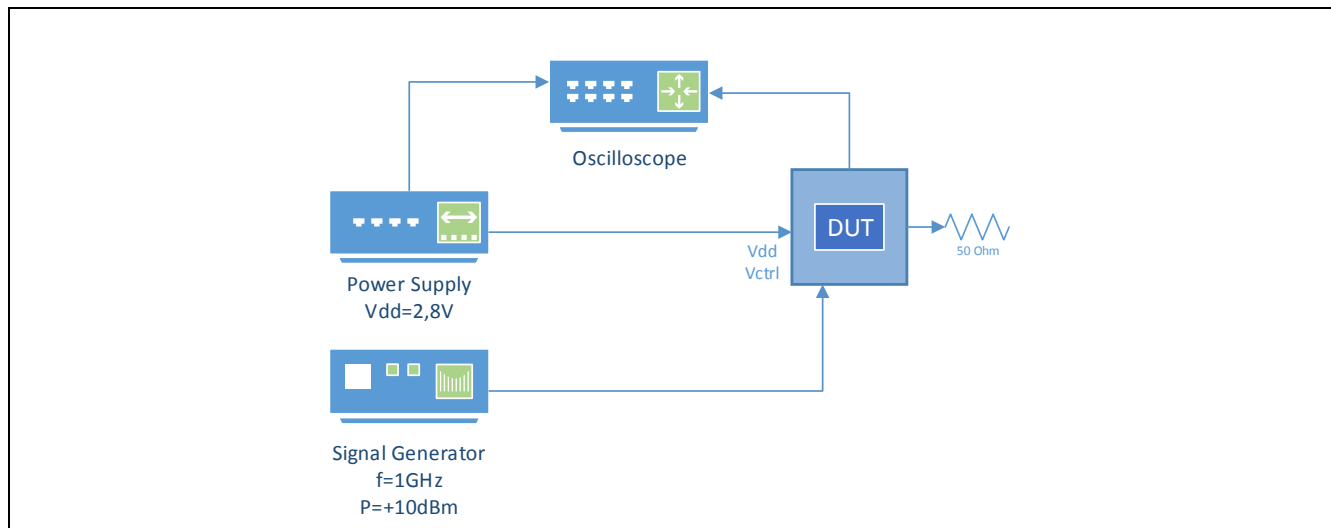 Oscilloscope
DUT
Vdd
Vctrl
50 Ohm
Power Supply
Vdd=2,8V
Signal Generator
f=1GHz
P=+10dBm